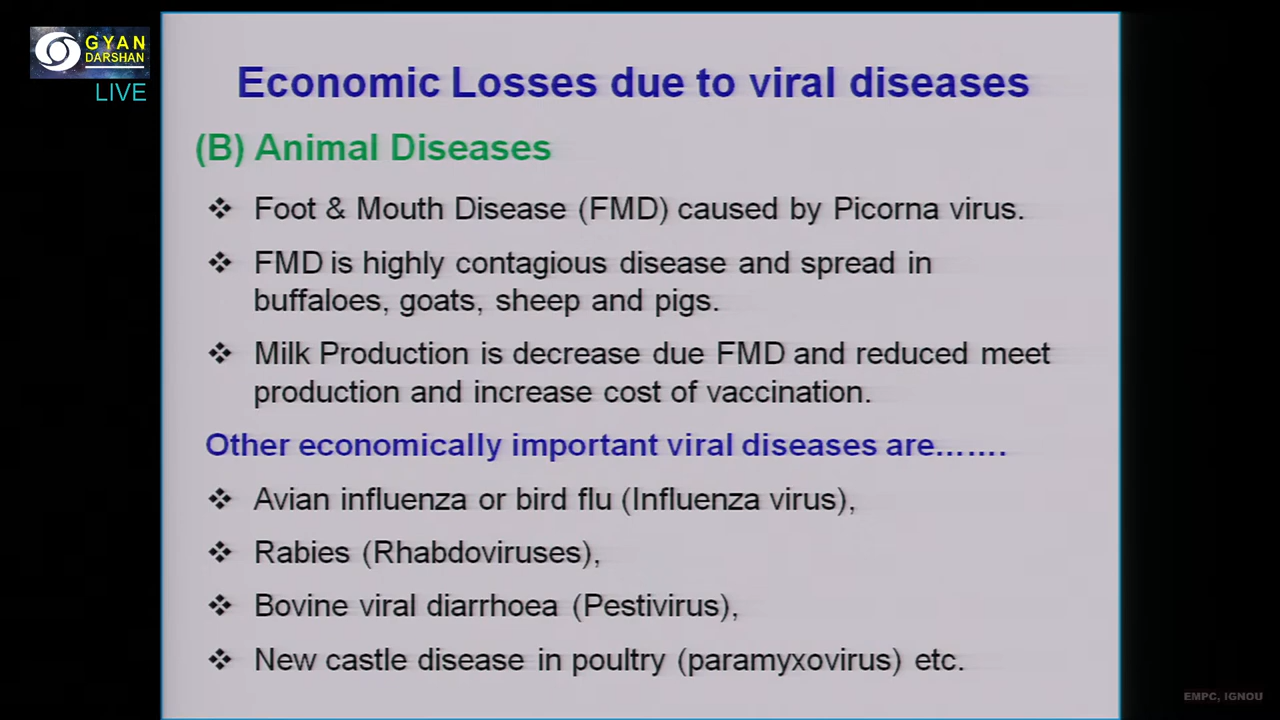 GYAN
DARSHAN
LIVE
Economic Losses due to viral diseases
(B) Animal Diseases
❖ Foot & Mouth Disease (FMD) caused by Picorna virus.
❖ FMD is highly contagious disease and spread in
buffaloes, goats, sheep and pigs.
❖ Milk Production is decrease due FMD and reduced meet
production and increase cost of vaccination.
Other economically important viral diseases are.......
❖ Avian influenza or bird flu (Influenza virus),
❖ Rabies (Rhabdoviruses),
❖ Bovine viral diarrhoea (Pestivirus),
❖ New castle disease in poultry (paramyxovirus) etc.
EMPC, IGNOU